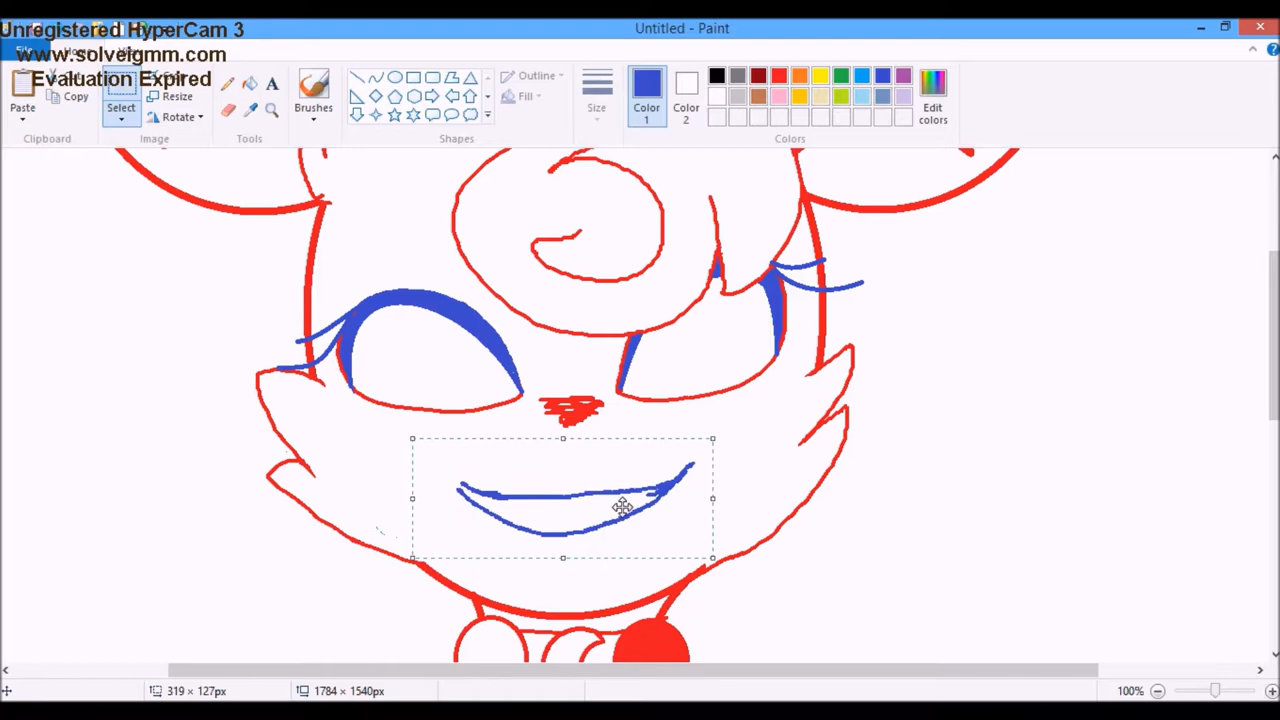 Unregistered HyperCam 3
www.solveigmm.com
Evaluation Expired
Untitled - Paint
File
Paste
Copy
Select
Resize
Rotate
Brushes
Outline
Fill
Size
Color 1
Color 2
Edit colors
Clipboard
Image
Tools
Shapes
Colors
319 × 127px
1784 × 1540px
100%